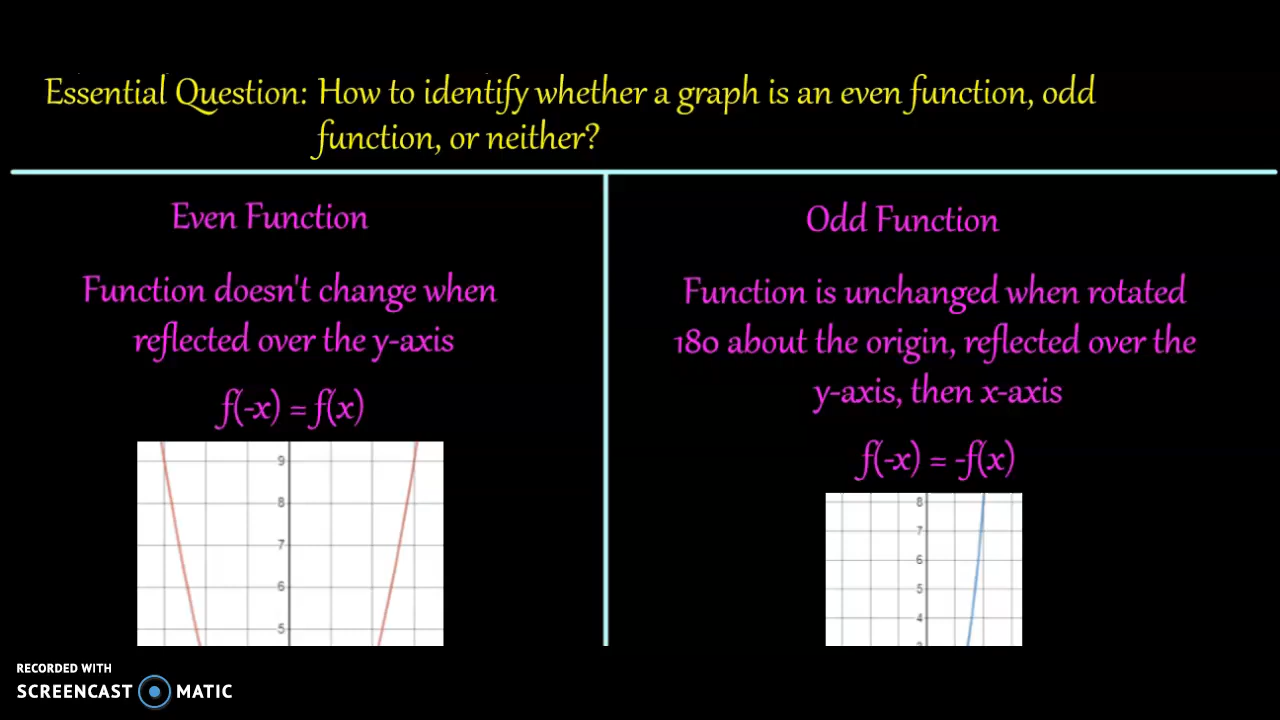 Essential Question: How to identify whether a graph is an even function, odd
function, or neither?
Even Function
Function doesn't change when
reflected over the y-axis
f(-x) = f(x)
9
8
7
6
5
Odd Function
Function is unchanged when rotated
180 about the origin, reflected over the
y-axis, then x-axis
f(-x) = -f(x)
8
7
6
5
4
RECORDED WITH
SCREENCAST MATIC